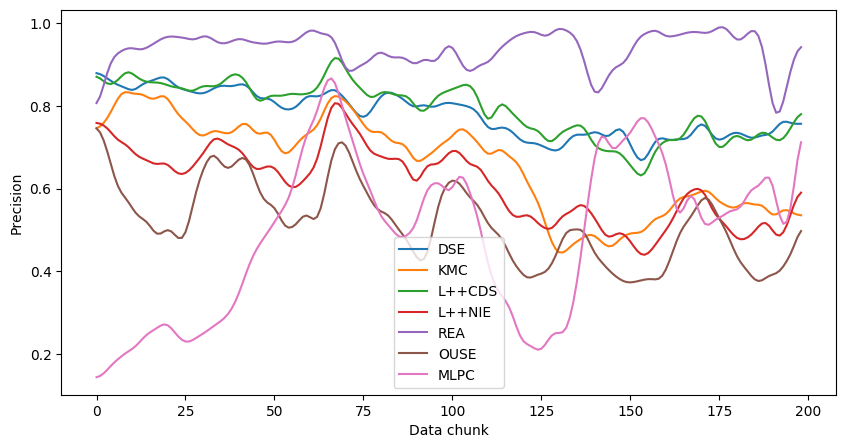 1.0
0.8
0.6
0.4
0.2
Precision
DSE
KMC
L++CDS
L++NIE
REA
OUSE
MLPC
0 25 50 75 100 125 150 175 200
Data chunk